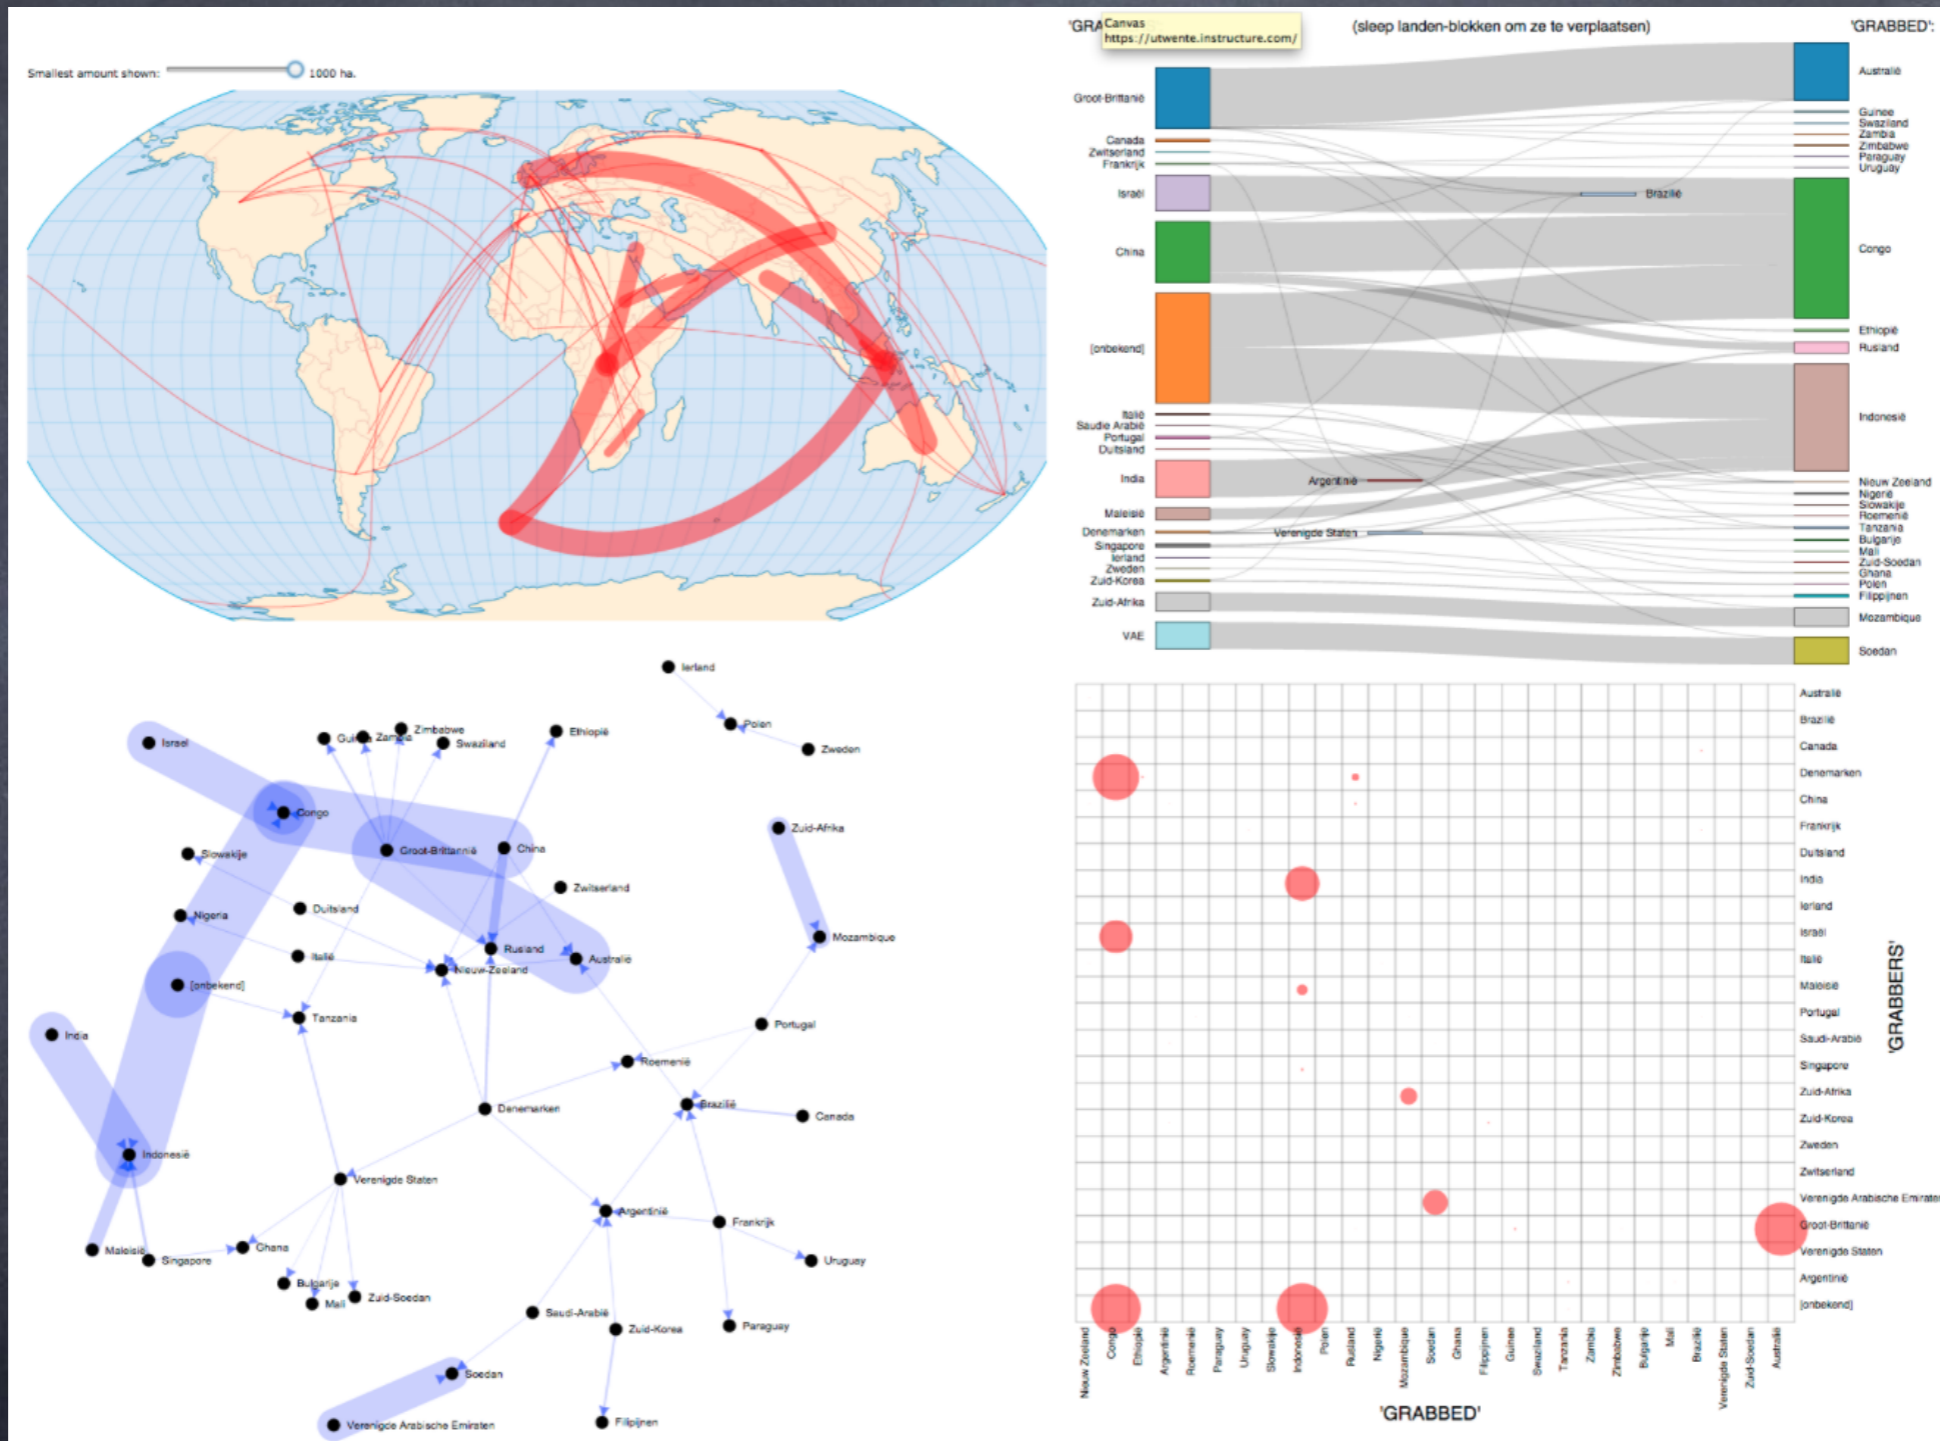 Smallest amount shown:
1000 ha.
'GRA
Canvas
https://utwente.instructure.com/
(sleep landen-blokken om ze te verplaatsen)
'GRABBED':
Groot-Brittanië
Canada
Zwitserland
Frankrijk
Israël
China
[onbekend]
Italië
Saudie Arabië
Portugal
Duitsland
India
Maleisië
Denemarken
Singapore
Ierland
Zweden
Zuid-Korea
Zuid-Afrika
VAE
Brazilië
Argentinië
Verenigde Staten
Australië
Guinee
Swaziland
Zambia
Zimbabwe
Paraguay
Uruguay
Congo
Ethiopië
Rusland
Indonesië
Nieuw Zeeland
Nigerië
Slowakije
Roemenië
Tanzania
Bulgarije
Mali
Zuid-Soedan
Ghana
Polen
Filippijnen
Mozambique
Soedan
Ierland
Polen
Zweden
Israel
Zambia
Zimbabwe
Swaziland
Ethiopië
Congo
Groot-Brittannië
China
Zuid-Afrika
Slowakije
Zwitserland
Nigeria
Duitsland
Mozambique
Italië
Rusland
Nieuw-Zeeland
Australië
[onbekend]
Tanzania
India
Portugal
Roemenië
Denemarken
Brazilië
Canada
Indonesië
Verenigde Staten
Argentinië
Frankrijk
Maleisië
Singapore
Ghana
Uruguay
Bulgarije
Mali
Zuid-Soedan
Saudi-Arabië
Zuid-Korea
Paraguay
Soedan
Verenigde Arabische Emiraten
Filipijnen
Australië
Brazilië
Canada
Denemarken
China
Frankrijk
Duitsland
India
Ierland
Israël
Italië
Maleisië
Portugal
Saudi-Arabië
Singapore
Zuid-Afrika
Zuid-Korea
Zweden
Zwitserland
Verenigde Arabische Emiraten
Groot-Brittanië
Verenigde Staten
Argentinië
[onbekend]
'GRABBERS'
Nieuw Zeeland
Congo
Ethiopië
Argentinië
Roemenië
Paraguay
Uruguay
Slowakije
Indonesië
Polen
Rusland
Nigerië
Mozambique
Soedan
Ghana
Filippijnen
Guinee
Swaziland
Tanzania
Zambia
Zimbabwe
Bulgarije
Mali
Brazilië
Verenigde Staten
Zuid-Soedan
Australië
'GRABBED'